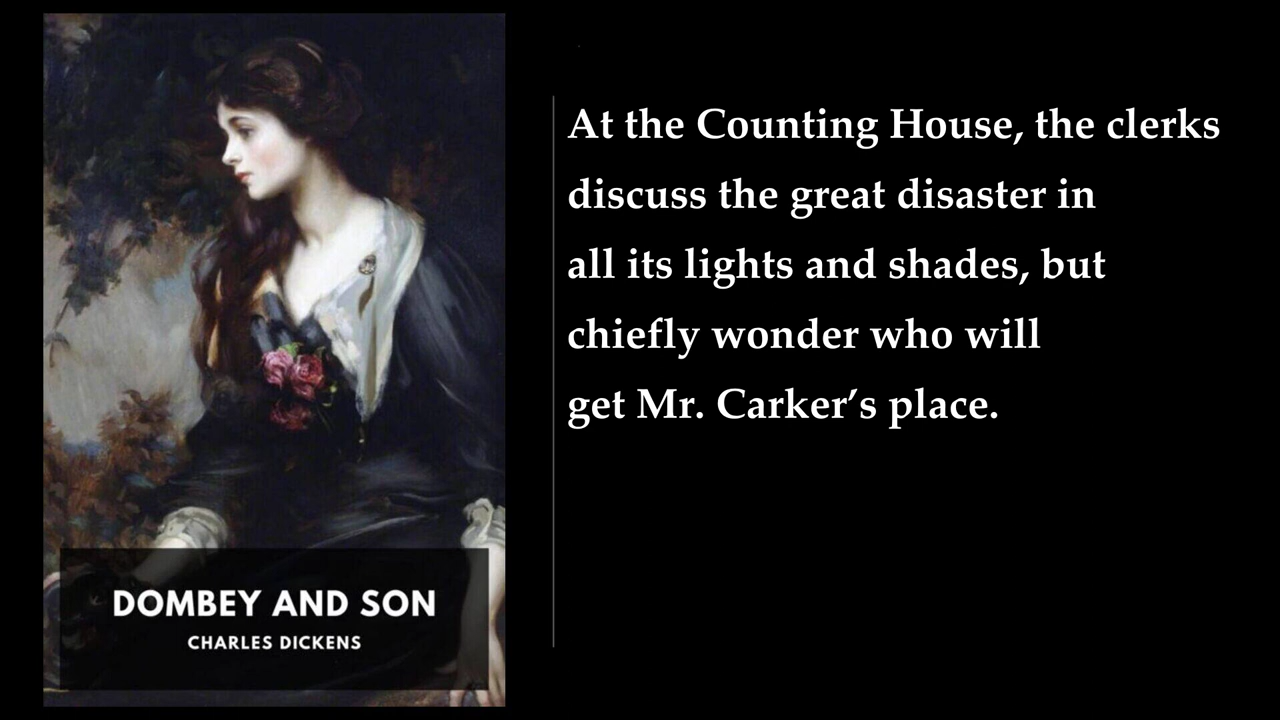 At the Counting House, the clerks
discuss the great disaster in
all its lights and shades, but
chiefly wonder who will
get Mr. Carker’s place.
DOMBEY AND SON
CHARLES DICKENS